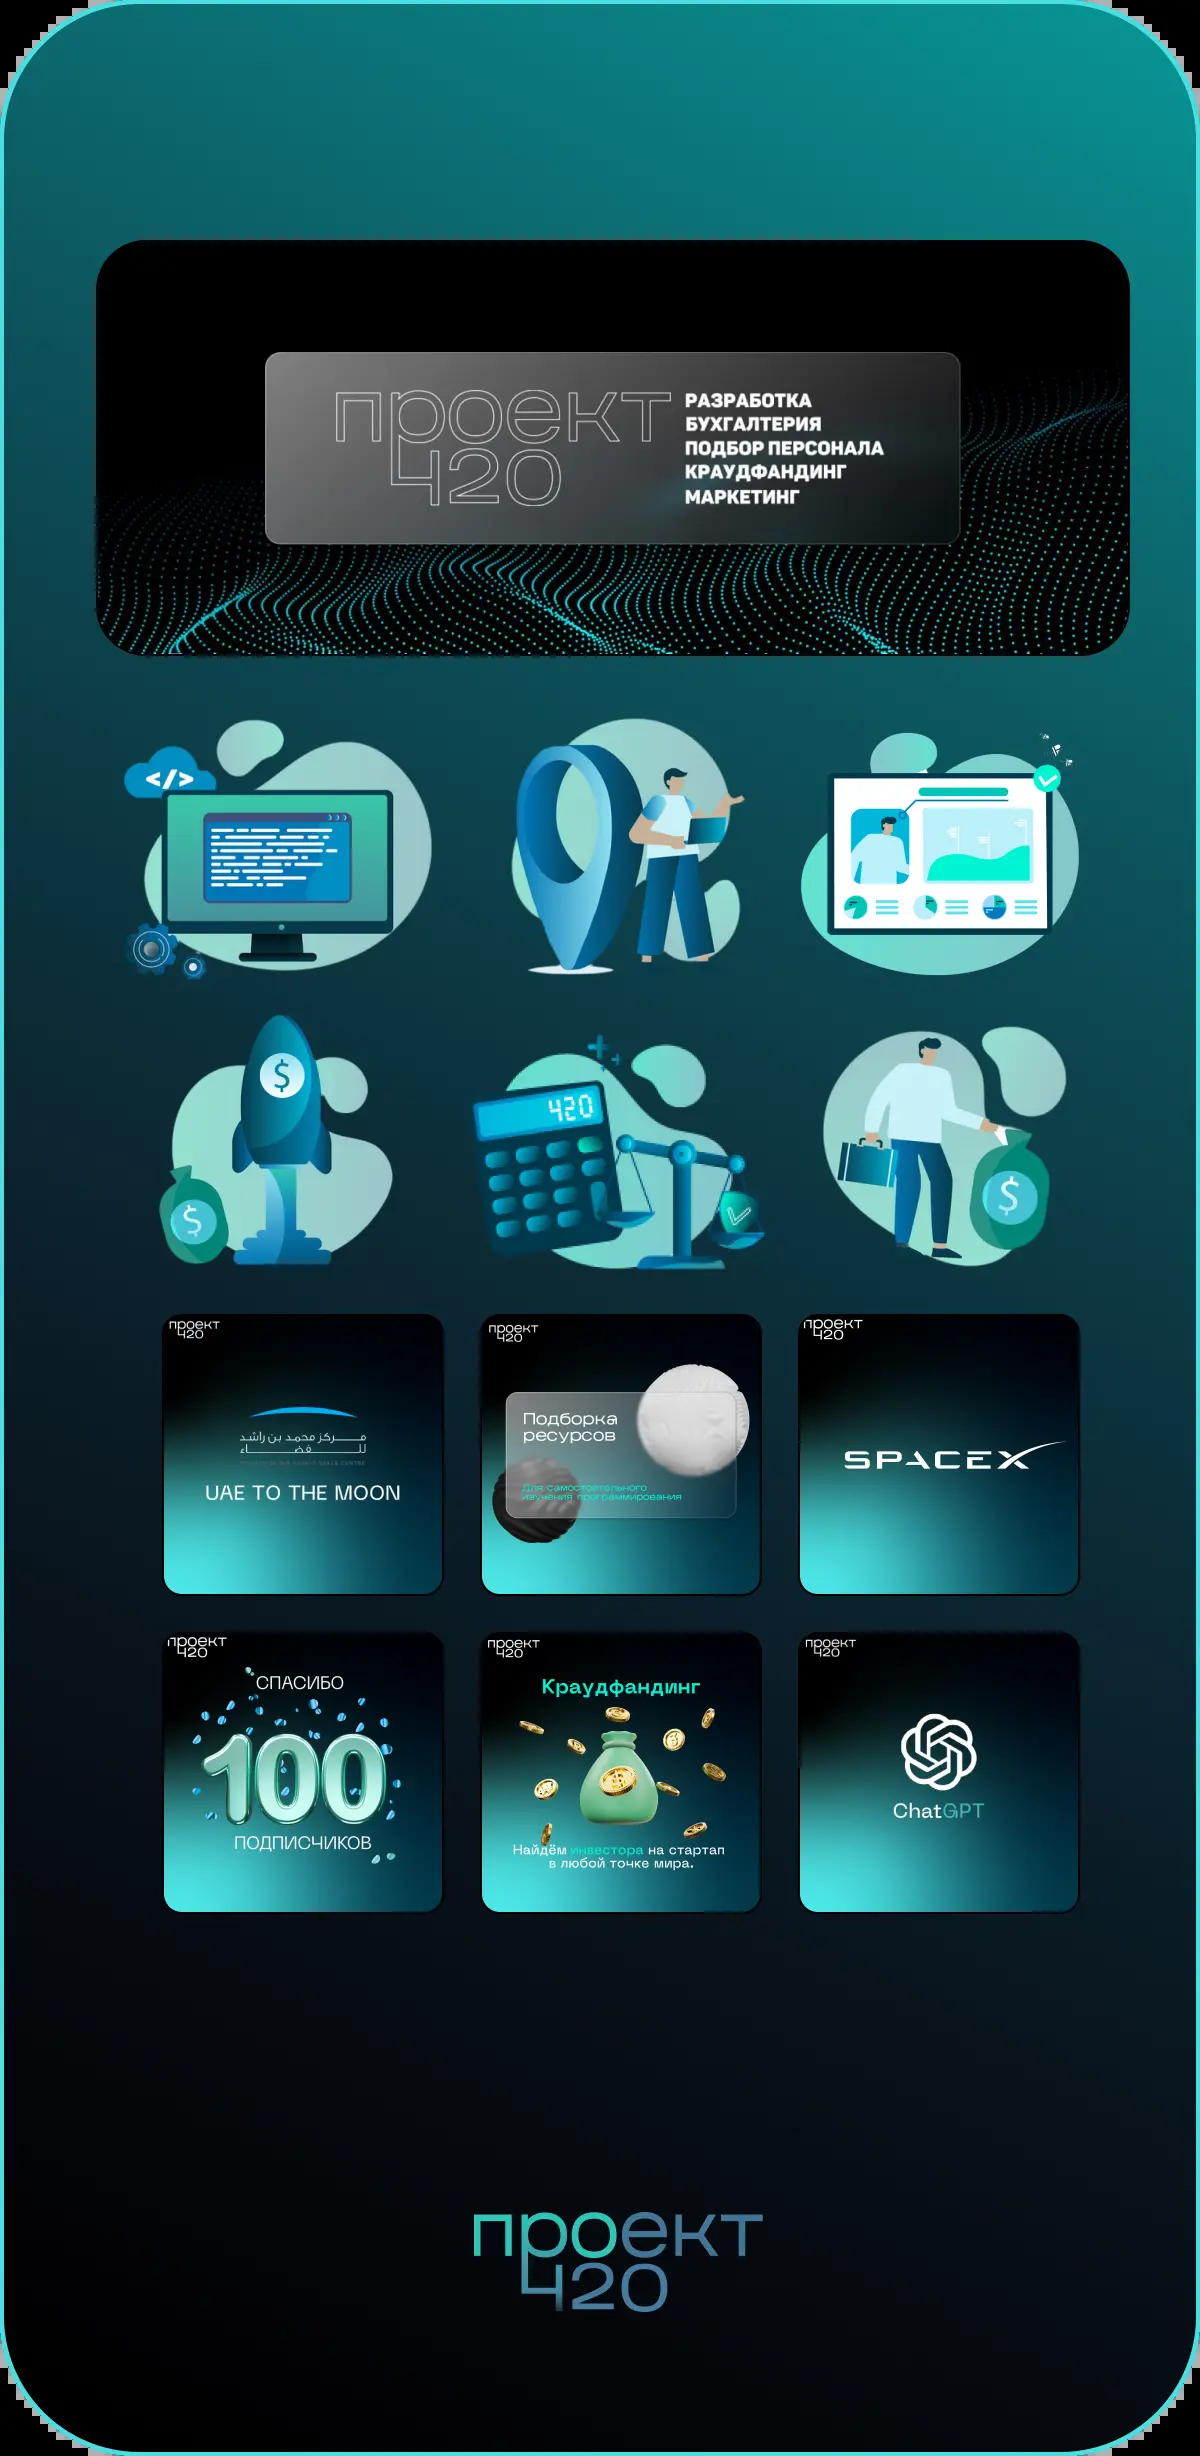 проект
420
РАЗРАБОТКА
БУХГАЛТЕРИЯ
ПОДБОР ПЕРСОНАЛА
КРАУДФАНДИНГ
МАРКЕТИНГ
</>
$
$
420
$
проект
420
مركز محمد بن راشد
للفضاء
UAE TO THE MOON
проект
420
Подборка
ресурсов
Для самостоятельного
изучения программирования
проект
420
SPACEX
проект
420
СПАСИБО
100
ПОДПИСЧИКОВ
проект
420
Краудфандинг
Найдём инвестора на стартап
в любой точке мира.
проект
420
ChatGPT
проект
420